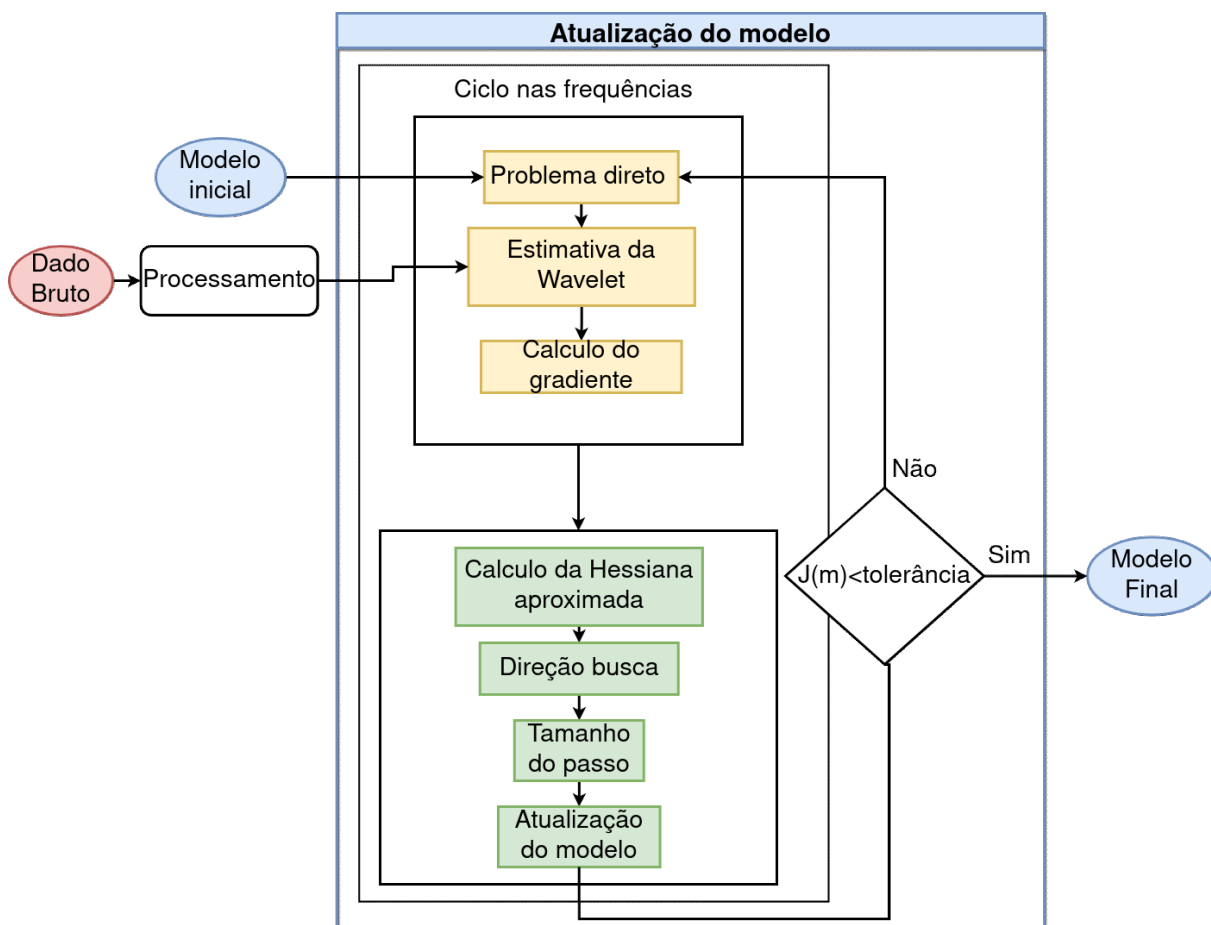 Atualização do modelo
Ciclo nas frequências
Modelo
inicial
Problema direto
Dado
Bruto
Processamento
Estimativa da
Wavelet
Calculo do
gradiente
Não
Calculo da Hessiana
aproximada
J(m)<tolerância
Sim
Modelo
Final
Direção busca
Tamanho
do passo
Atualização
do modelo